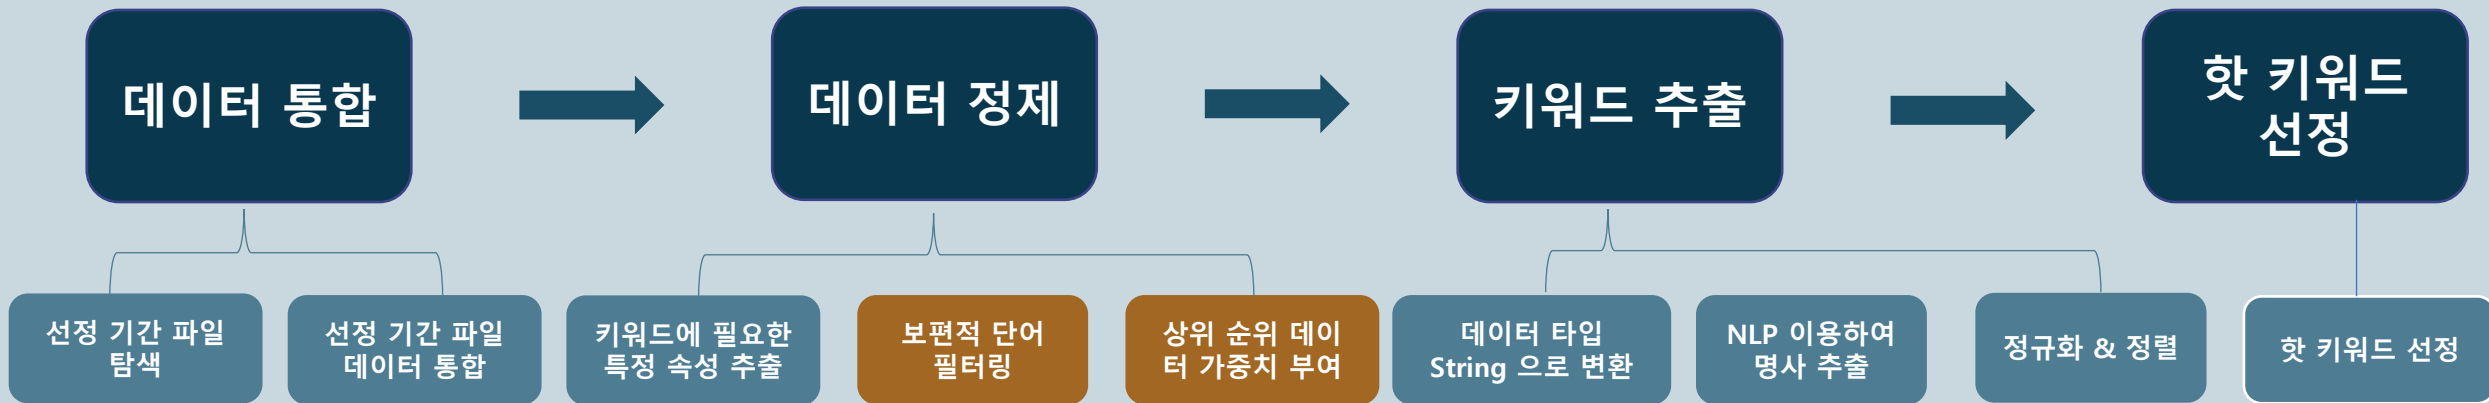 데이터 통합
데이터 정제
키워드 추출
핫 키워드
선정
선정 기간 파일
탐색
선정 기간 파일
데이터 통합
키워드에 필요한
특정 속성 추출
보편적 단어
필터링
상위 순위 데이
터 가중치 부여
데이터 타입
String 으로 변환
NLP 이용하여
명사 추출
정규화 & 정렬
핫 키워드 선정